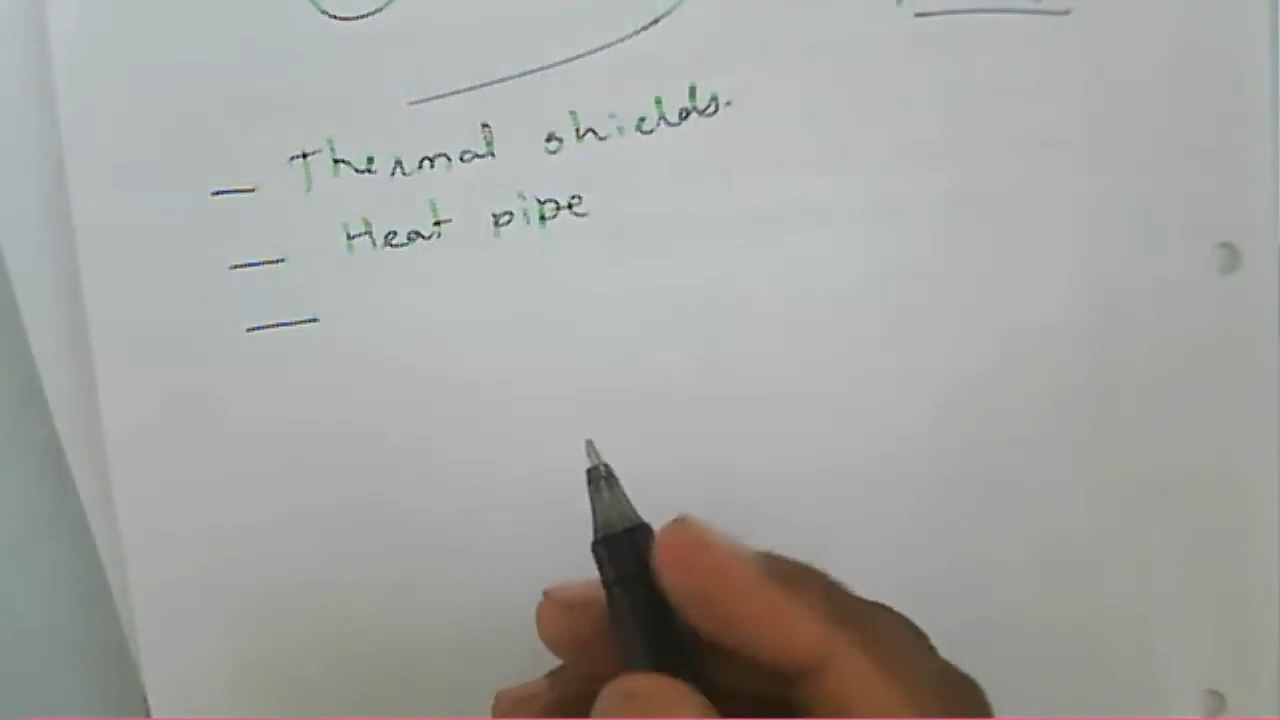 — Thermal shields.
— Heat pipe
—